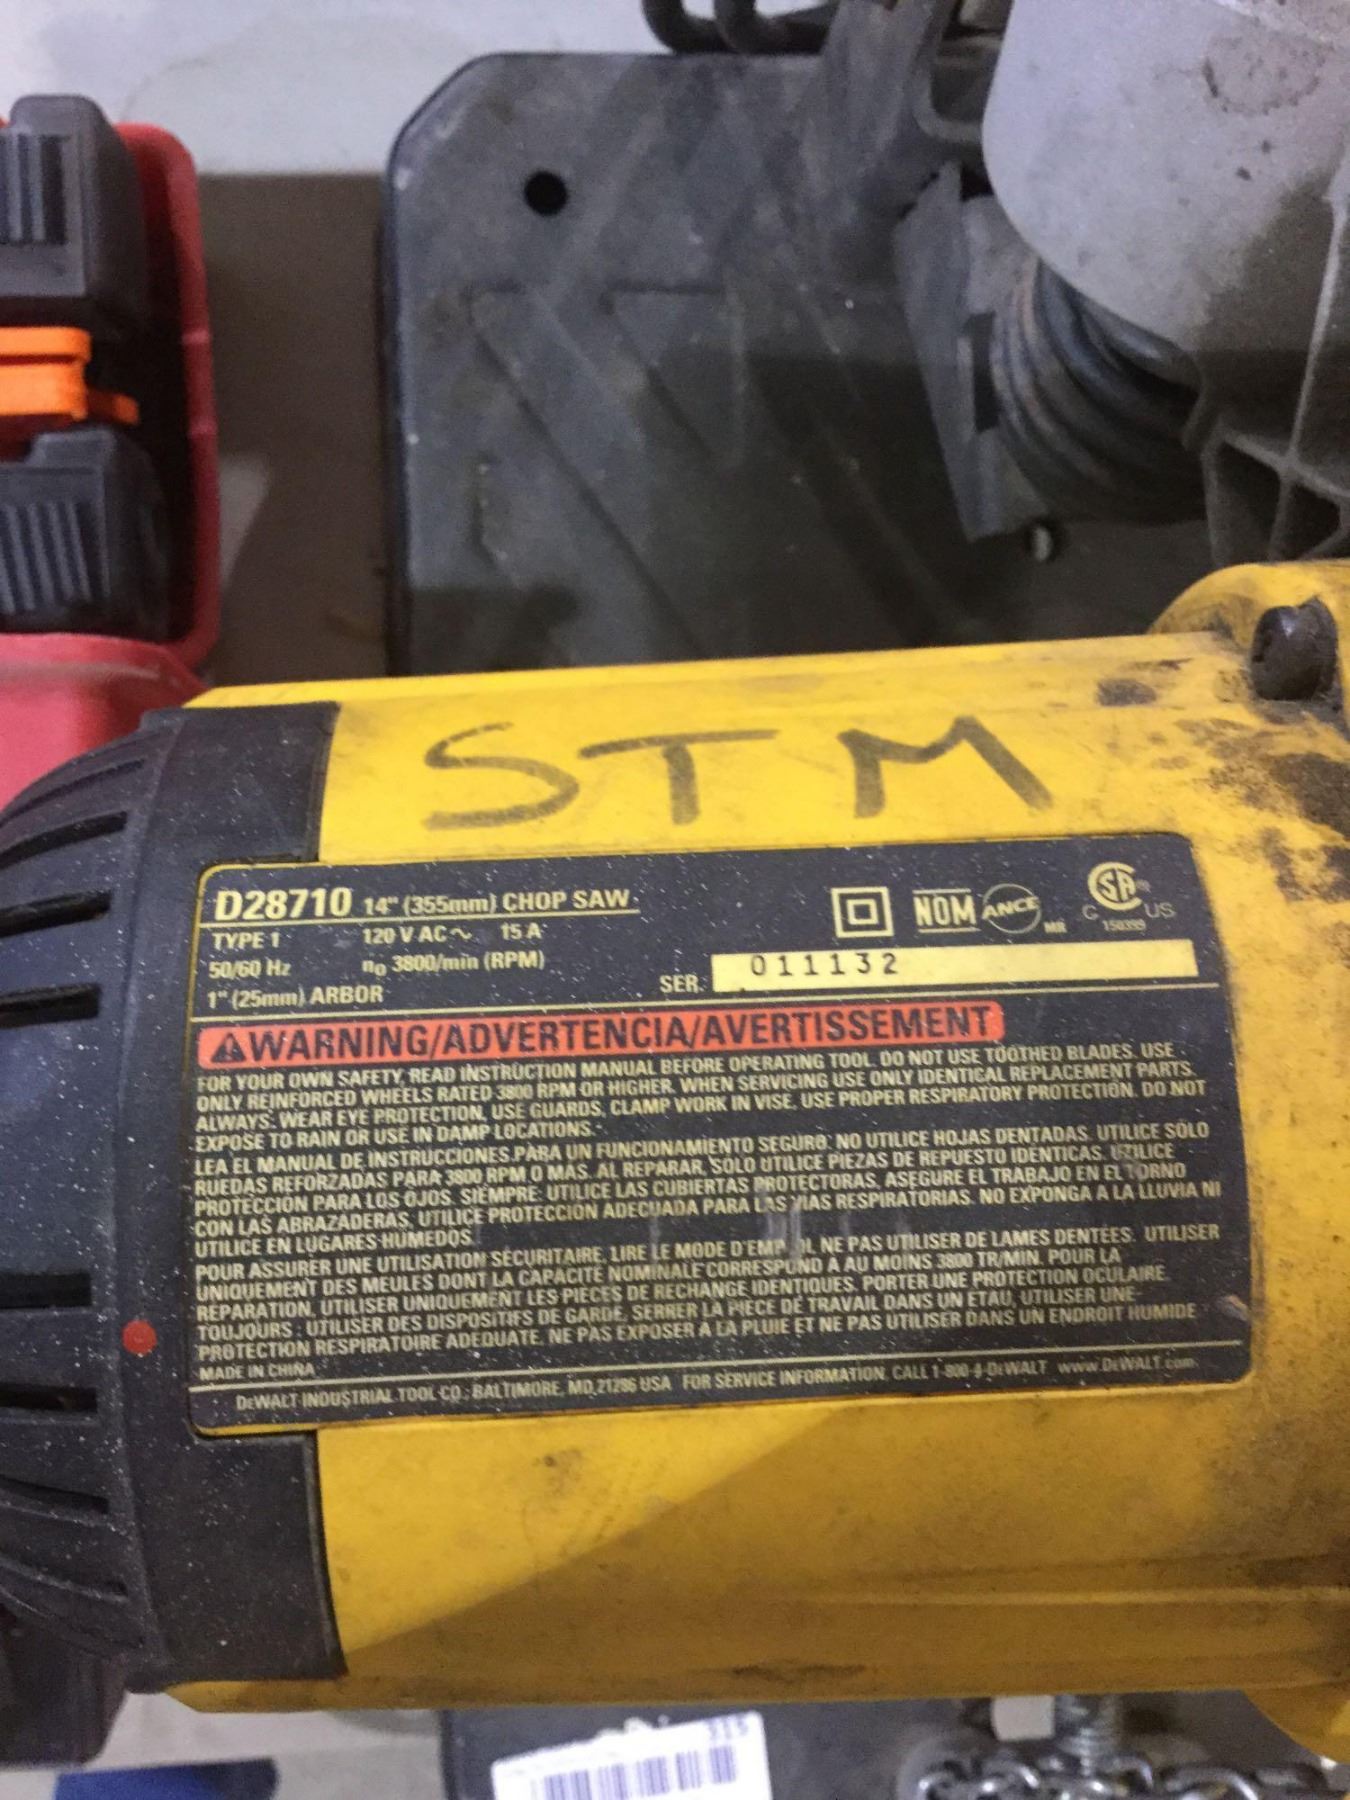 STM
D28710 14" (355mm) CHOP SAW
TYPE 1 120 V AC ~ 15 A
50/60 Hz n₀ 3800/min (RPM)
1" (25mm) ARBOR
NOM ANCE MR
C SA US
150399
SER. 011132
WARNING/ADVERTENCIA/AVERTISSEMENT
FOR YOUR OWN SAFETY, READ INSTRUCTION MANUAL BEFORE OPERATING TOOL. DO NOT USE TOOTHED BLADES. USE
ONLY REINFORCED WHEELS RATED 3800 RPM OR HIGHER. WHEN SERVICING USE ONLY IDENTICAL REPLACEMENT PARTS.
ALWAYS: WEAR EYE PROTECTION, USE GUARDS, CLAMP WORK IN VISE, USE PROPER RESPIRATORY PROTECTION. DO NOT
EXPOSE TO RAIN OR USE IN DAMP LOCATIONS.
LEA EL MANUAL DE INSTRUCCIONES PARA UN FUNCIONAMIENTO SEGURO. NO UTILICE HOJAS DENTADAS. UTILICE SÓLO
RUEDAS REFORZADAS PARA 3800 RPM O MÁS. AL REPARAR, SÓLO UTILICE PIEZAS DE REPUESTO IDÉNTICAS. UTILICE
PROTECCIÓN PARA LOS OJOS. SIEMPRE: UTILICE LAS CUBIERTAS PROTECTORAS, ASEGURE EL TRABAJO EN EL TORNO
CON LAS ABRAZADERAS, UTILICE PROTECCIÓN ADECUADA PARA LAS VÍAS RESPIRATORIAS. NO EXPONGA A LA LLUVIA NI
UTILICE EN LUGARES HÚMEDOS.
POUR ASSURER UNE UTILISATION SÉCURITAIRE, LIRE LE MODE D'EMPLOI. NE PAS UTILISER DE LAMES DENTÉES. UTILISER
UNIQUEMENT DES MEULES DONT LA CAPACITÉ NOMINALE CORRESPOND À AU MOINS 3800 TR/MIN. POUR LA
RÉPARATION, UTILISER UNIQUEMENT LES PIÈCES DE RECHANGE IDENTIQUES. PORTER UNE PROTECTION OCULAIRE.
TOUJOURS : UTILISER DES DISPOSITIFS DE GARDE, SERRER LA PIÈCE DE TRAVAIL DANS UN ÉTAU, UTILISER UNE
PROTECTION RESPIRATOIRE ADÉQUATE. NE PAS EXPOSER À LA PLUIE ET NE PAS UTILISER DANS UN ENDROIT HUMIDE
MADE IN CHINA
DEWALT INDUSTRIAL TOOL CO., BALTIMORE, MD 21286 USA FOR SERVICE INFORMATION, CALL 1-800-4-DEWALT www.DEWALT.com
315